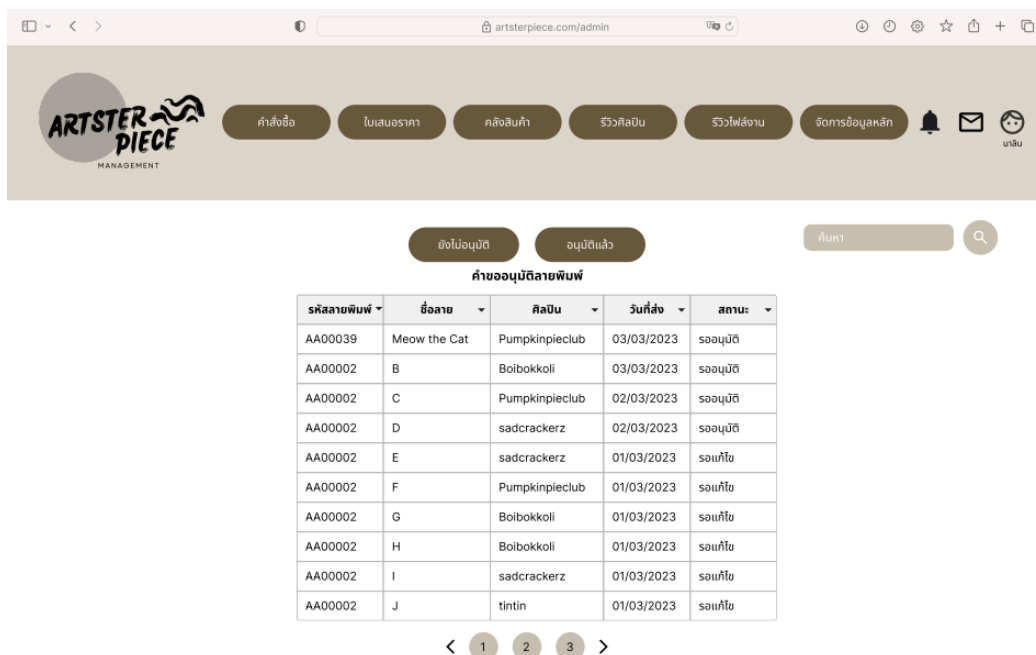 artsterpiece.com/admin
ARTSTER
PIECE
MANAGEMENT
คำสั่งซื้อ ใบเสนอราคา คลังสินค้า รีวิวศิลปิน รีวิวไฟล์งาน จัดการข้อมูลหลัก
นาลิน
ยังไม่อนุมัติ อนุมัติแล้ว ค้นหา
คำขออนุมัติลายพิมพ์
รหัสลายพิมพ์ ชื่อลาย ศิลปิน วันที่ส่ง สถานะ
AA00039 Meow the Cat Pumpkinpieclub 03/03/2023 รออนุมัติ
AA00002 B Boibokkoli 03/03/2023 รออนุมัติ
AA00002 C Pumpkinpieclub 02/03/2023 รออนุมัติ
AA00002 D sadcrackerz 02/03/2023 รออนุมัติ
AA00002 E sadcrackerz 01/03/2023 รอแก้ไข
AA00002 F Pumpkinpieclub 01/03/2023 รอแก้ไข
AA00002 G Boibokkoli 01/03/2023 รอแก้ไข
AA00002 H Boibokkoli 01/03/2023 รอแก้ไข
AA00002 I sadcrackerz 01/03/2023 รอแก้ไข
AA00002 J tintin 01/03/2023 รอแก้ไข
1 2 3